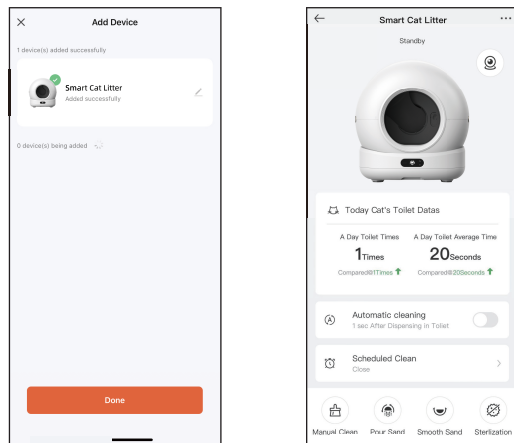 Add Device
1 device(s) added successfully
Smart Cat Litter
Added successfully
0 device(s) being added
Done
Smart Cat Litter
Standby
Today Cat's Toilet Datas
A Day Toilet Times
A Day Toilet Average Time
1Times
20Seconds
Compared@1Times
Compared@20Seconds
Automatic cleaning
1 sec After Dispensing in Toilet
Scheduled Clean
Close
Manual Clean
Pour Sand
Smooth Sand
Sterlization